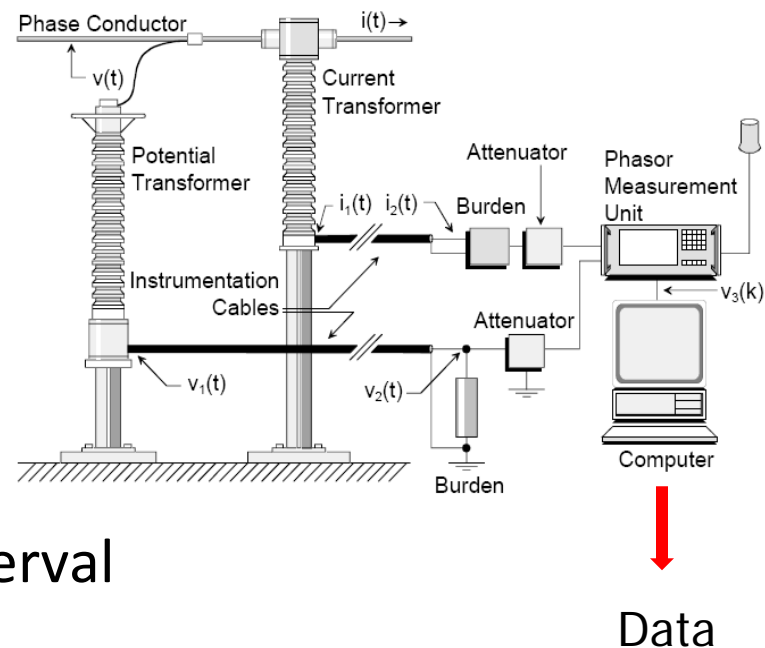 Phase Conductor
i(t)
v(t)
Current
Transformer
Potential
Transformer
Attenuator
Phasor
Measurement
Unit
i₁(t) i₂(t)
Burden
Instrumentation
Cables
v₃(k)
Attenuator
v₁(t)
v₂(t)
Computer
Burden
erval
Data